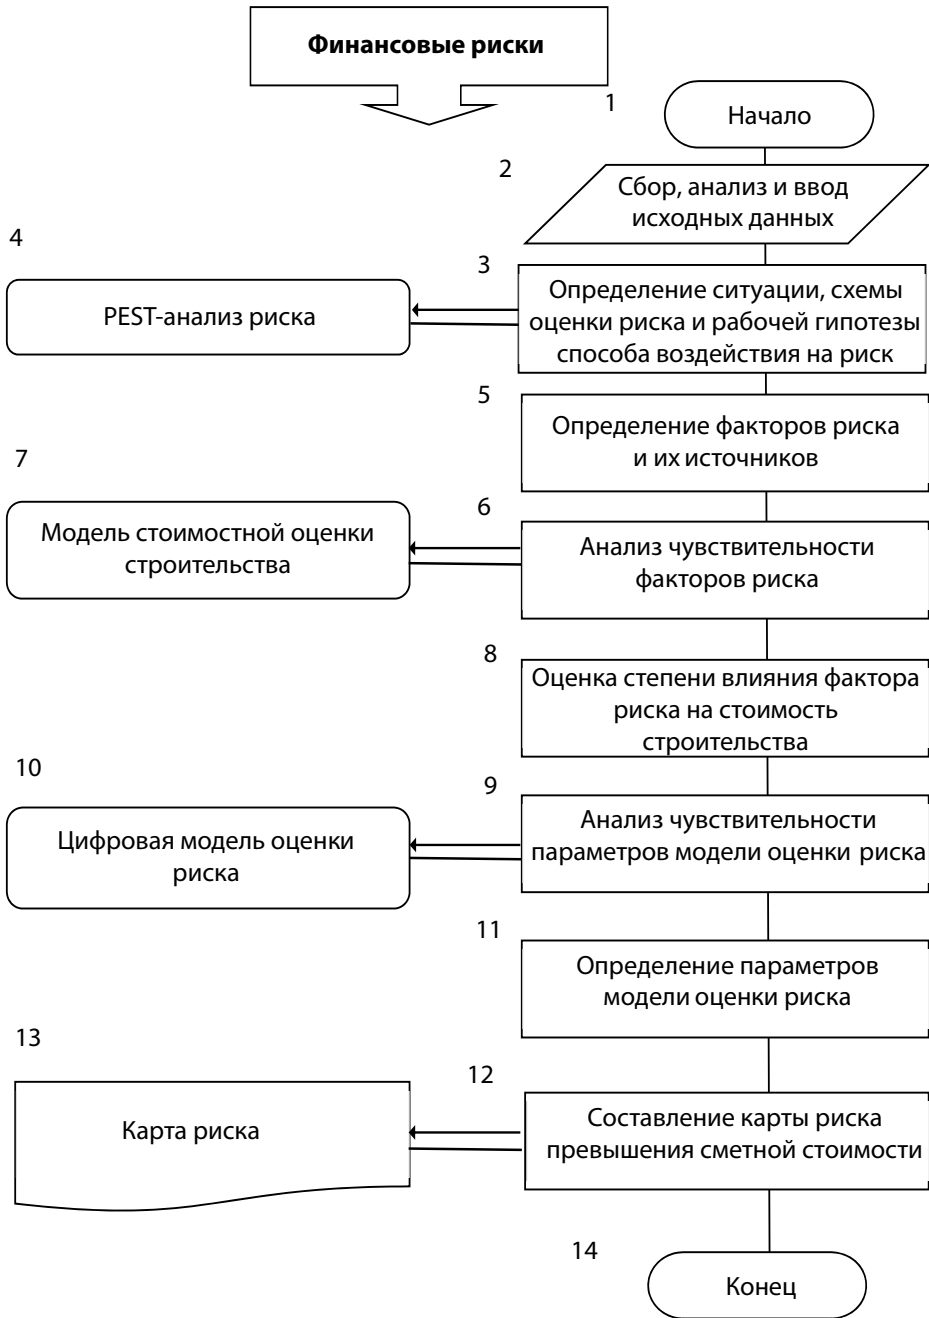 Финансовые риски
1
Начало
2
Сбор, анализ и ввод
исходных данных
4
3
PEST-анализ риска
Определение ситуации, схемы
оценки риска и рабочей гипотезы
способа воздействия на риск
5
Определение факторов риска
и их источников
7
6
Модель стоимостной оценки
строительства
Анализ чувствительности
факторов риска
8
Оценка степени влияния фактора
риска на стоимость
строительства
10
9
Цифровая модель оценки
риска
Анализ чувствительности
параметров модели оценки риска
11
Определение параметров
модели оценки риска
13
12
Карта риска
Составление карты риска
превышения сметной стоимости
14
Конец